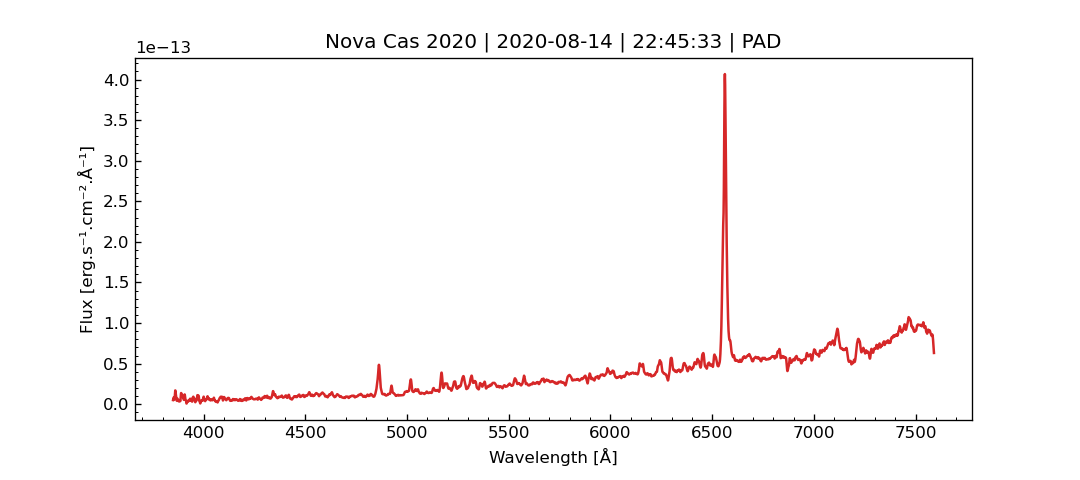 Nova Cas 2020 | 2020-08-14 | 22:45:33 | PAD
1e−13
4.0
3.5
3.0
2.5
2.0
1.5
1.0
0.5
0.0
Flux [erg.s⁻¹.cm⁻².Å⁻¹]
4000 4500 5000 5500 6000 6500 7000 7500
Wavelength [Å]